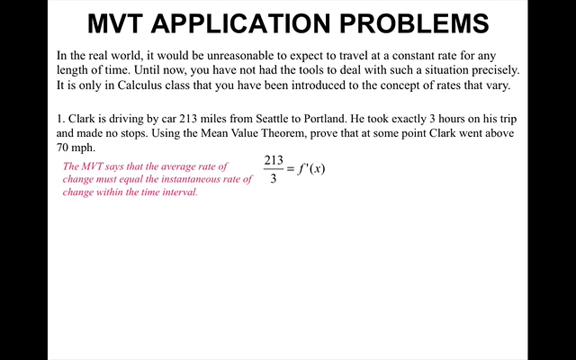 MVT APPLICATION PROBLEMS
In the real world, it would be unreasonable to expect to travel at a constant rate for any
length of time. Until now, you have not had the tools to deal with such a situation precisely.
It is only in Calculus class that you have been introduced to the concept of rates that vary.
1. Clark is driving by car 213 miles from Seattle to Portland. He took exactly 3 hours on his trip
and made no stops. Using the Mean Value Theorem, prove that at some point Clark went above
70 mph.
The MVT says that the average rate of
change must equal the instantaneous rate of
change within the time interval.
213/3 = f'(x)